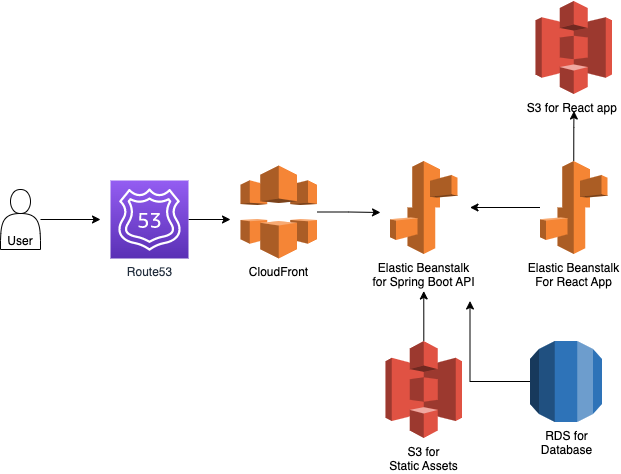 S3 for React app
User
53
Route53
CloudFront
Elastic Beanstalk
for Spring Boot API
Elastic Beanstalk
For React App
S3 for
Static Assets
RDS for
Database